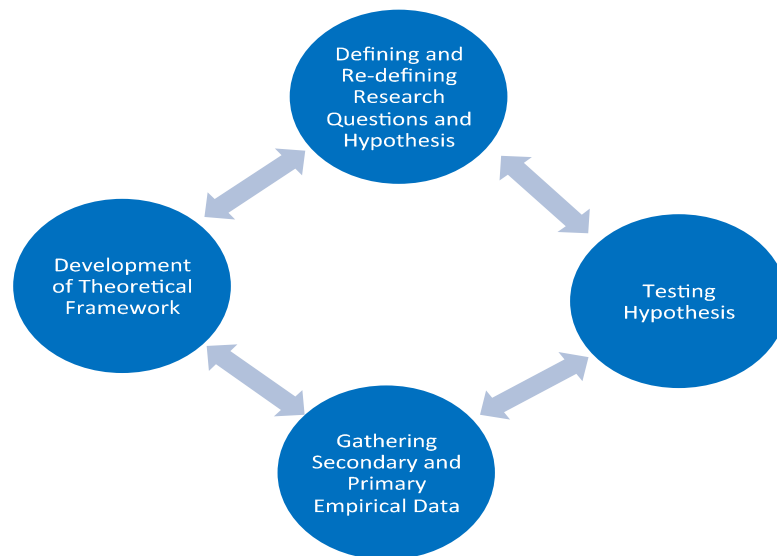 Defining and
Re-defining
Research
Questions and
Hypothesis
Development
of Theoretical
Framework
Testing
Hypothesis
Gathering
Secondary and
Primary
Empirical Data